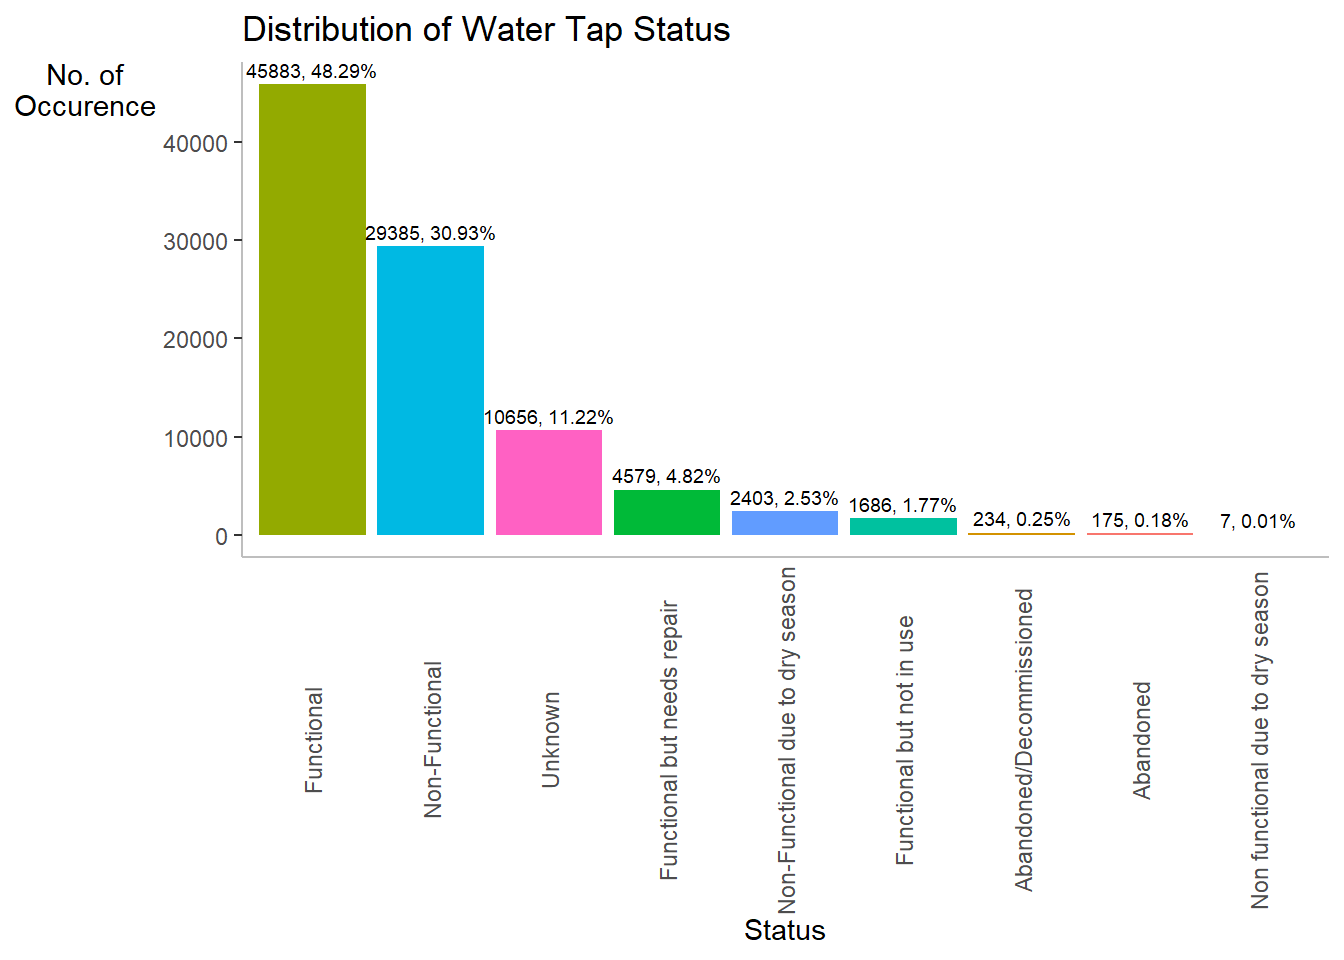 Distribution of Water Tap Status
No. of
Occurence
45883, 48.29%
29385, 30.93%
10656, 11.22%
4579, 4.82%
2403, 2.53%
1686, 1.77%
234, 0.25%
175, 0.18%
7, 0.01%
40000
30000
20000
10000
0
Functional
Non-Functional
Unknown
Functional but needs repair
Non-Functional due to dry season
Functional but not in use
Abandoned/Decommissioned
Abandoned
Non functional due to dry season
Status